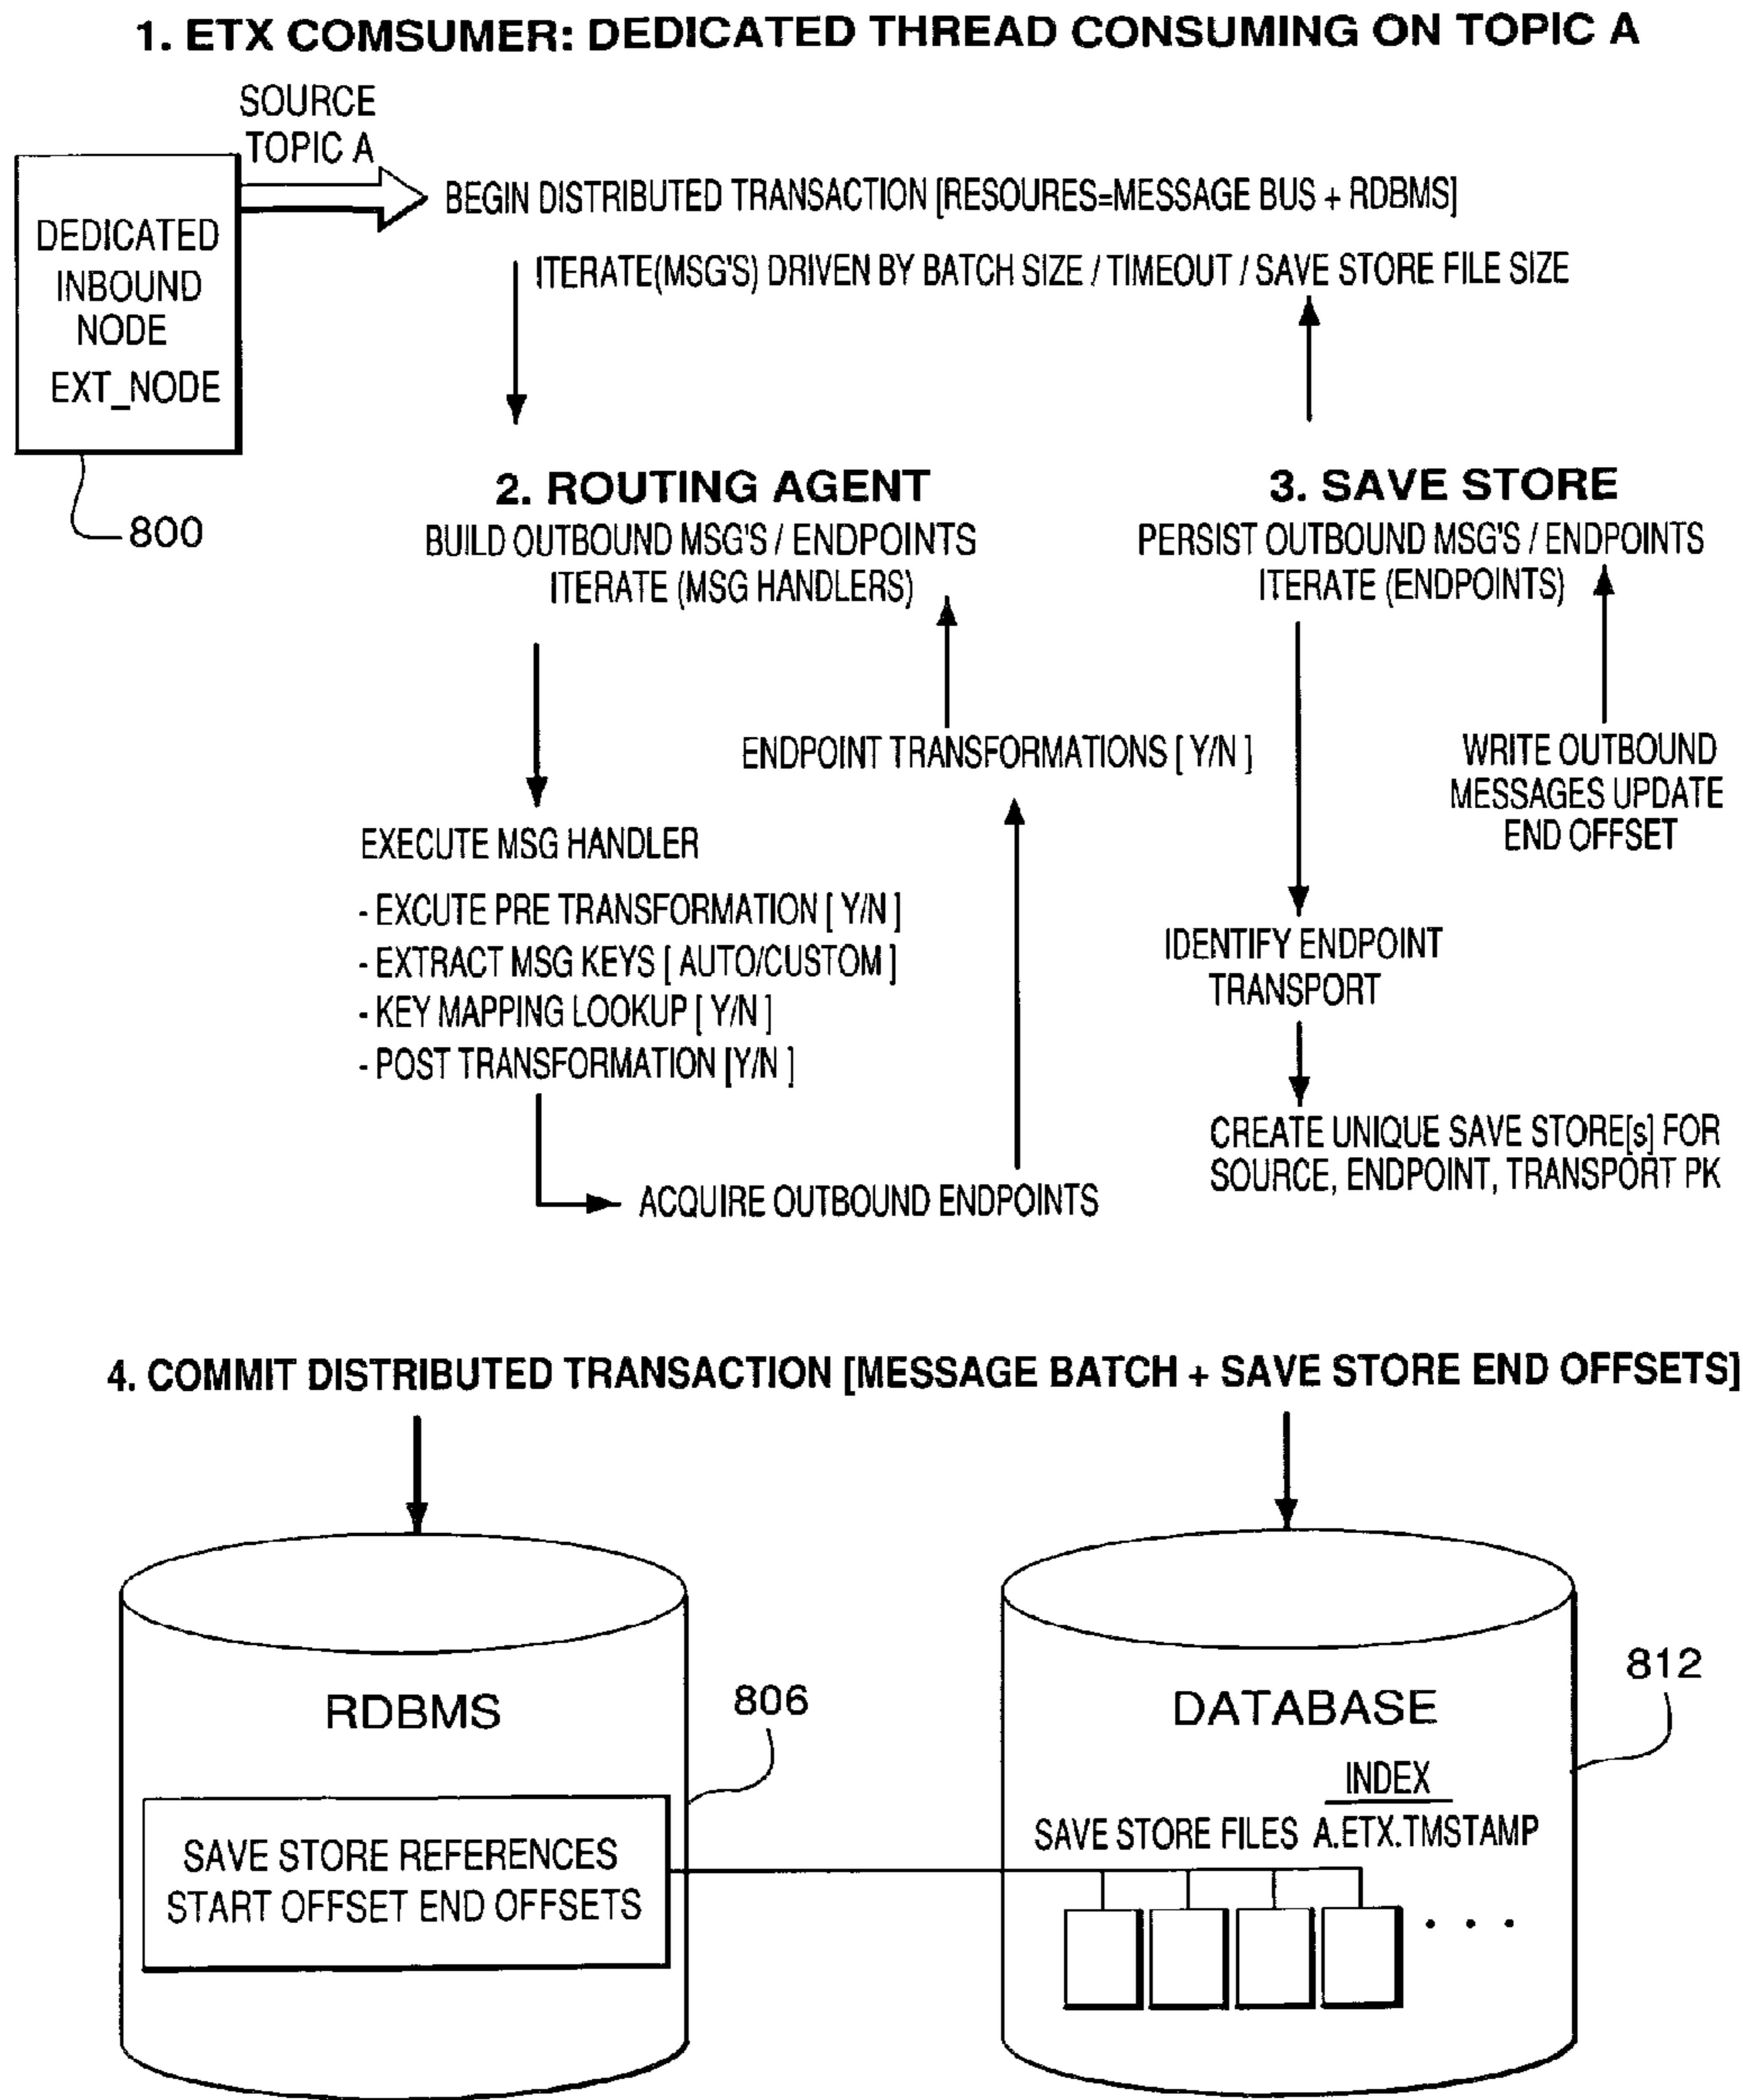 1. ETX COMSUMER: DEDICATED THREAD CONSUMING ON TOPIC A
SOURCE
TOPIC A
DEDICATED
INBOUND
NODE
EXT_NODE
800
BEGIN DISTRIBUTED TRANSACTION [RESOURES=MESSAGE BUS + RDBMS]
ITERATE(MSG'S) DRIVEN BY BATCH SIZE / TIMEOUT / SAVE STORE FILE SIZE
2. ROUTING AGENT
BUILD OUTBOUND MSG'S / ENDPOINTS
ITERATE (MSG HANDLERS)
ENDPOINT TRANSFORMATIONS [ Y/N ]
EXECUTE MSG HANDLER
- EXCUTE PRE TRANSFORMATION [ Y/N ]
- EXTRACT MSG KEYS [ AUTO/CUSTOM ]
- KEY MAPPING LOOKUP [ Y/N ]
- POST TRANSFORMATION [Y/N ]
ACQUIRE OUTBOUND ENDPOINTS
3. SAVE STORE
PERSIST OUTBOUND MSG'S / ENDPOINTS
ITERATE (ENDPOINTS)
WRITE OUTBOUND
MESSAGES UPDATE
END OFFSET
IDENTIFY ENDPOINT
TRANSPORT
CREATE UNIQUE SAVE STORE[s] FOR
SOURCE, ENDPOINT, TRANSPORT PK
4. COMMIT DISTRIBUTED TRANSACTION [MESSAGE BATCH + SAVE STORE END OFFSETS]
RDBMS
806
SAVE STORE REFERENCES
START OFFSET END OFFSETS
DATABASE
812
INDEX
SAVE STORE FILES A.ETX.TMSTAMP
. . .